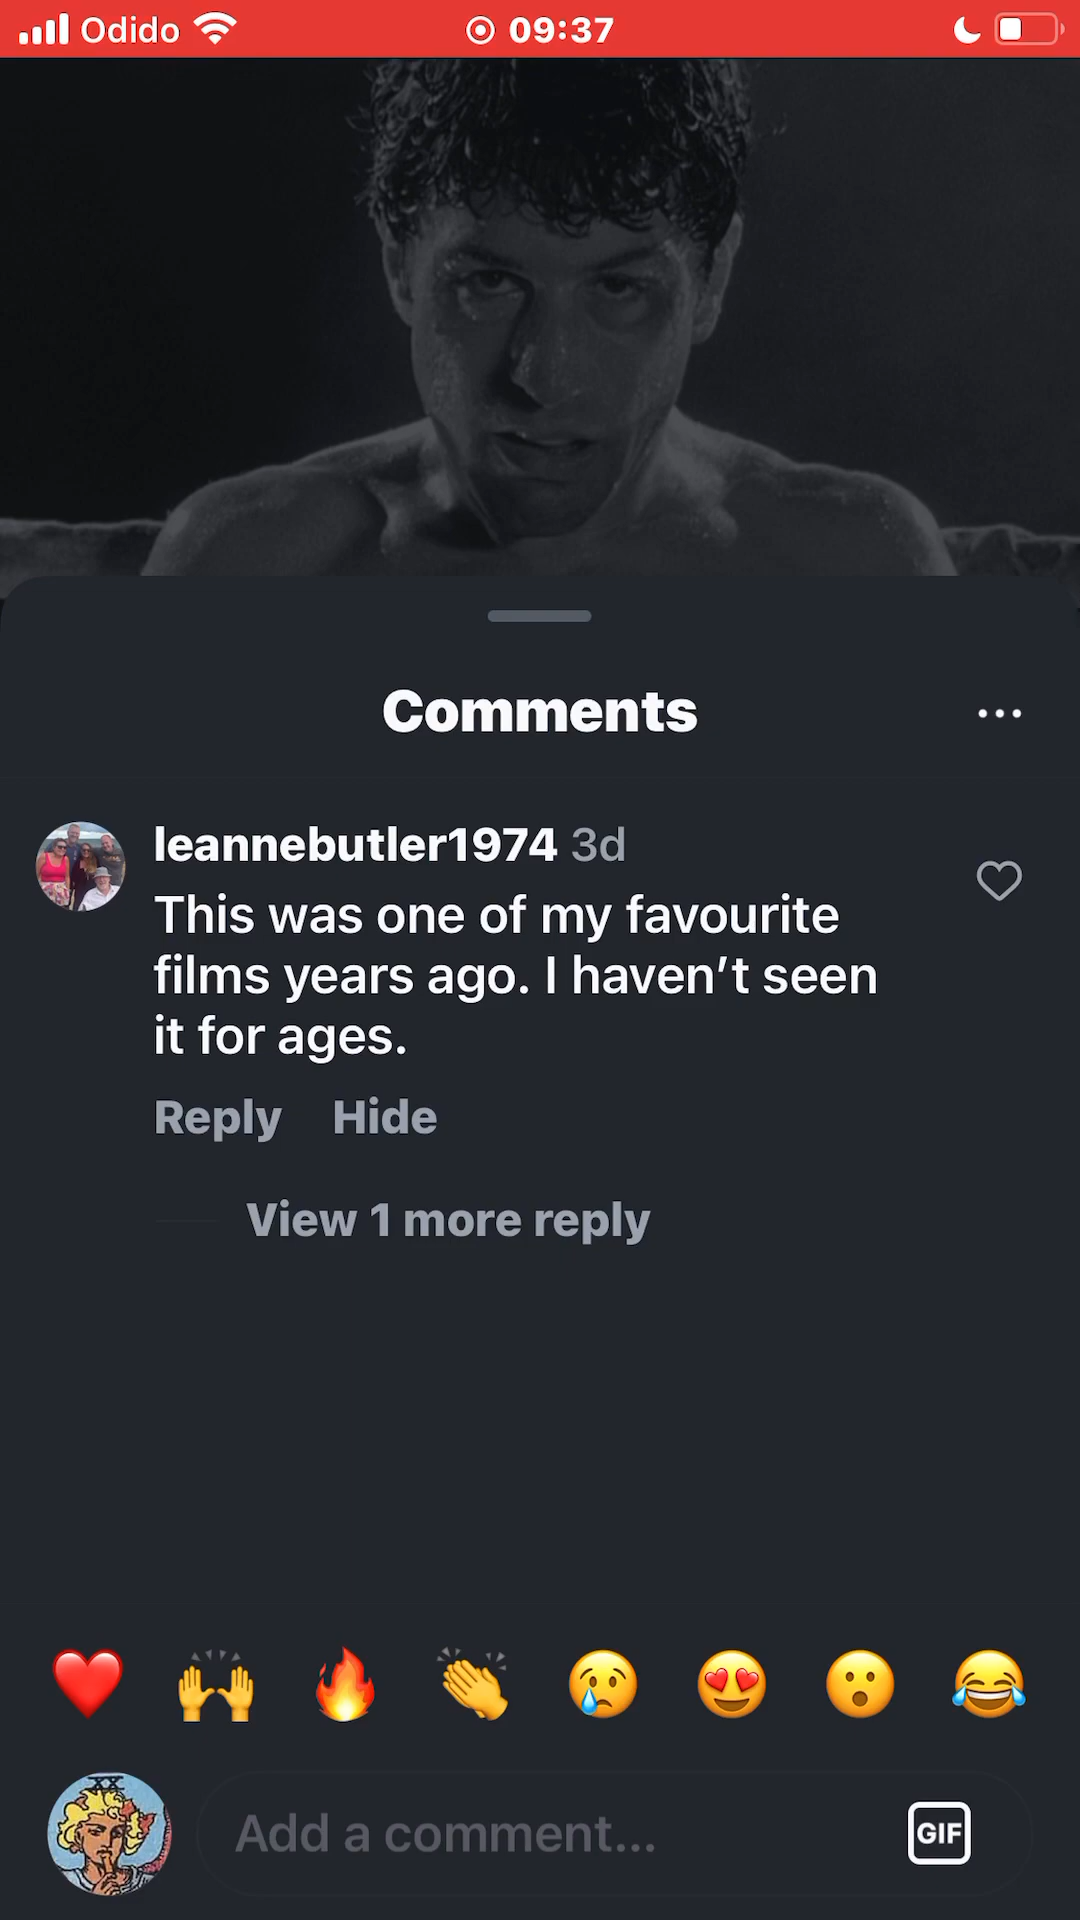 Odido 09:37
Comments
leannebutler1974 3d
This was one of my favourite
films years ago. I haven’t seen
it for ages.
Reply Hide
View 1 more reply
XX
Add a comment...
GIF